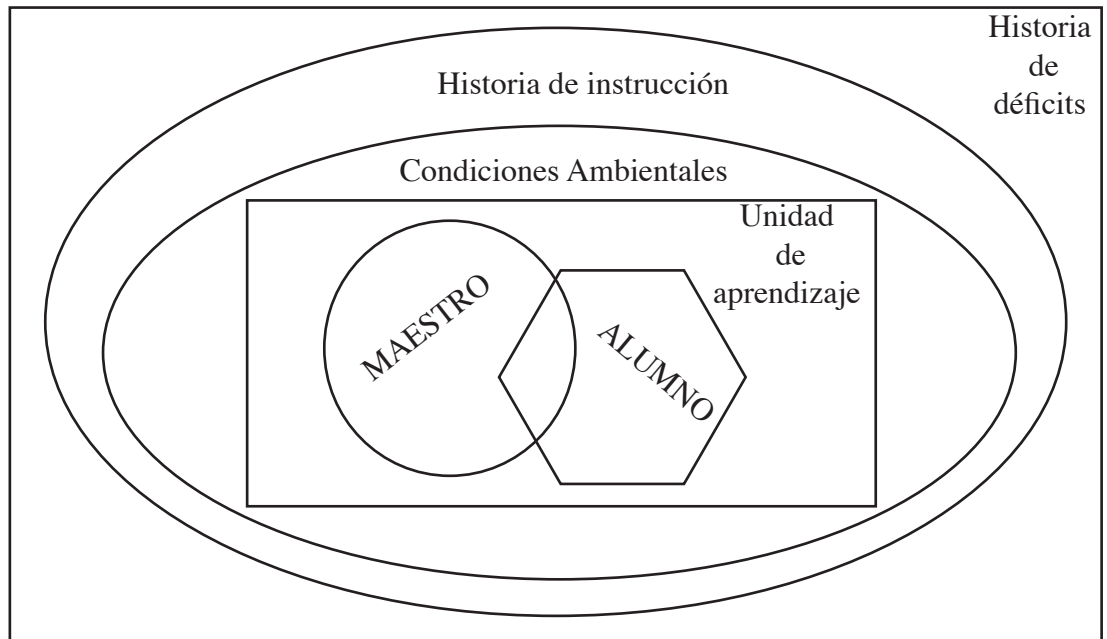 Historia
de
déficits
Historia de instrucción
Condiciones Ambientales
Unidad
de
aprendizaje
MAESTRO
ALUMNO